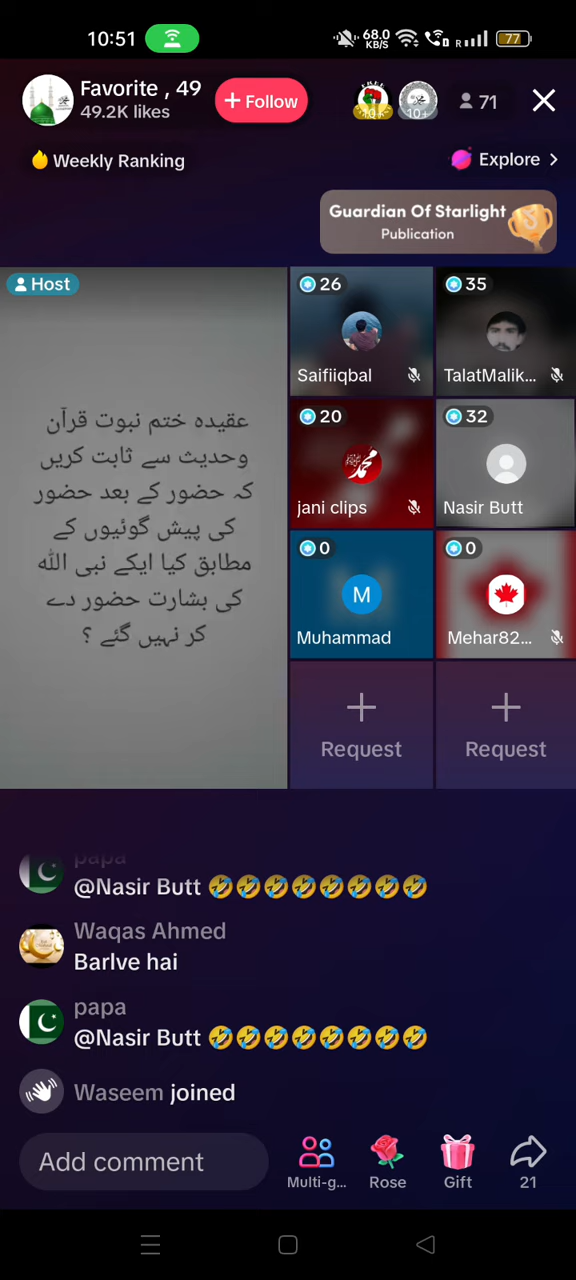 10:51
68.0
KB/S
R
77
Favorite , 49
49.2K likes
+ Follow
10+
10+
71
Weekly Ranking
Explore >
Guardian Of Starlight
Publication
Host
عقیدہ ختم نبوت قرآن
وحدیث سے ثابت کریں
کہ حضور کے بعد حضور
کی پیش گوئیوں کے
مطابق کیا ایکے نبی اللہ
کی بشارت حضور دے
کر نہیں گئے ؟
26
Saifiiqbal
35
TalatMalik...
20
محمد
jani clips
32
Nasir Butt
0
M
Muhammad
0
Mehar82...
Request
Request
papa
@Nasir Butt 🤣🤣🤣🤣🤣🤣🤣🤣
Waqas Ahmed
Barlve hai
papa
@Nasir Butt 🤣🤣🤣🤣🤣🤣🤣🤣
Waseem joined
Add comment
Multi-g...
Rose
Gift
21